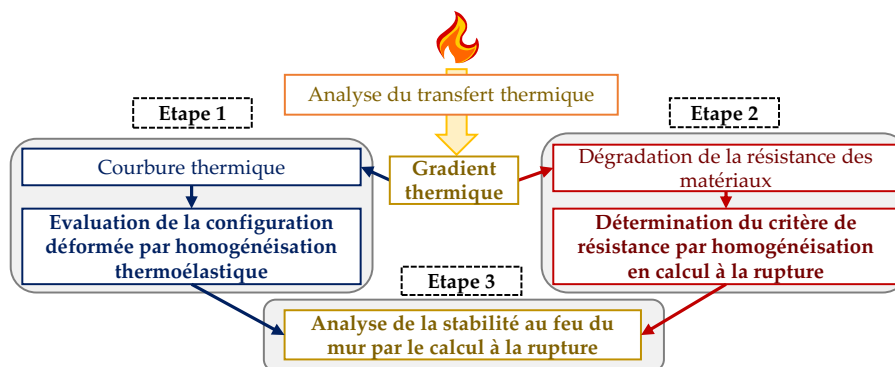 Analyse du transfert thermique
Etape 1
Etape 2
Courbure thermique
Gradient
thermique
Dégradation de la résistance des
matériaux
Evaluation de la configuration
déformée par homogénéisation
thermoélastique
Détermination du critère de
résistance par homogénéisation
en calcul à la rupture
Etape 3
Analyse de la stabilité au feu du
mur par le calcul à la rupture